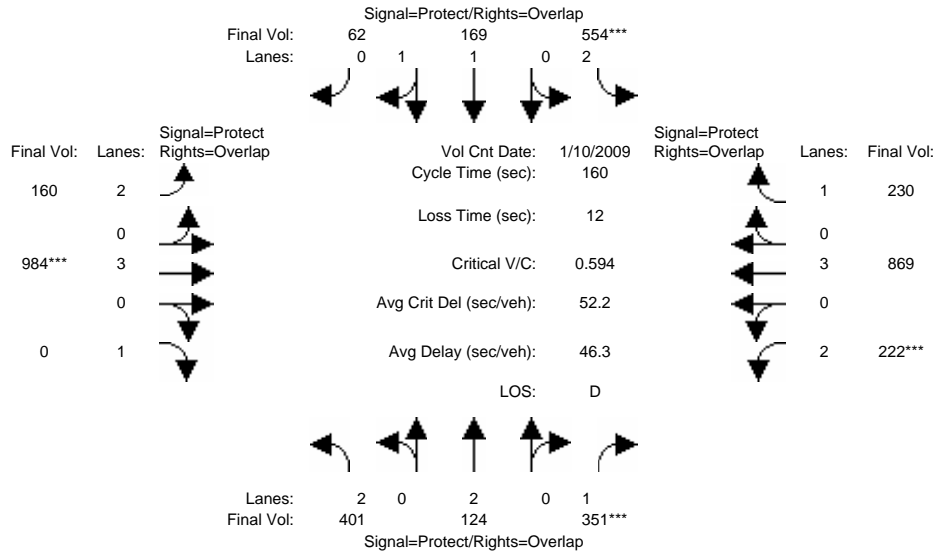 Signal=Protect/Rights=Overlap
Final Vol: 62 169 554***
Lanes: 0 1 1 0 2
Signal=Protect Signal=Protect
Final Vol: Lanes: Rights=Overlap Vol Cnt Date: 1/10/2009 Rights=Overlap Lanes: Final Vol:
Cycle Time (sec): 160
160 2 1 230
Loss Time (sec): 12
0 0
984*** 3 Critical V/C: 0.594 3 869
0 Avg Crit Del (sec/veh): 52.2 0
0 1 Avg Delay (sec/veh): 46.3 2 222***
LOS: D
Lanes: 2 0 2 0 1
Final Vol: 401 124 351***
Signal=Protect/Rights=Overlap